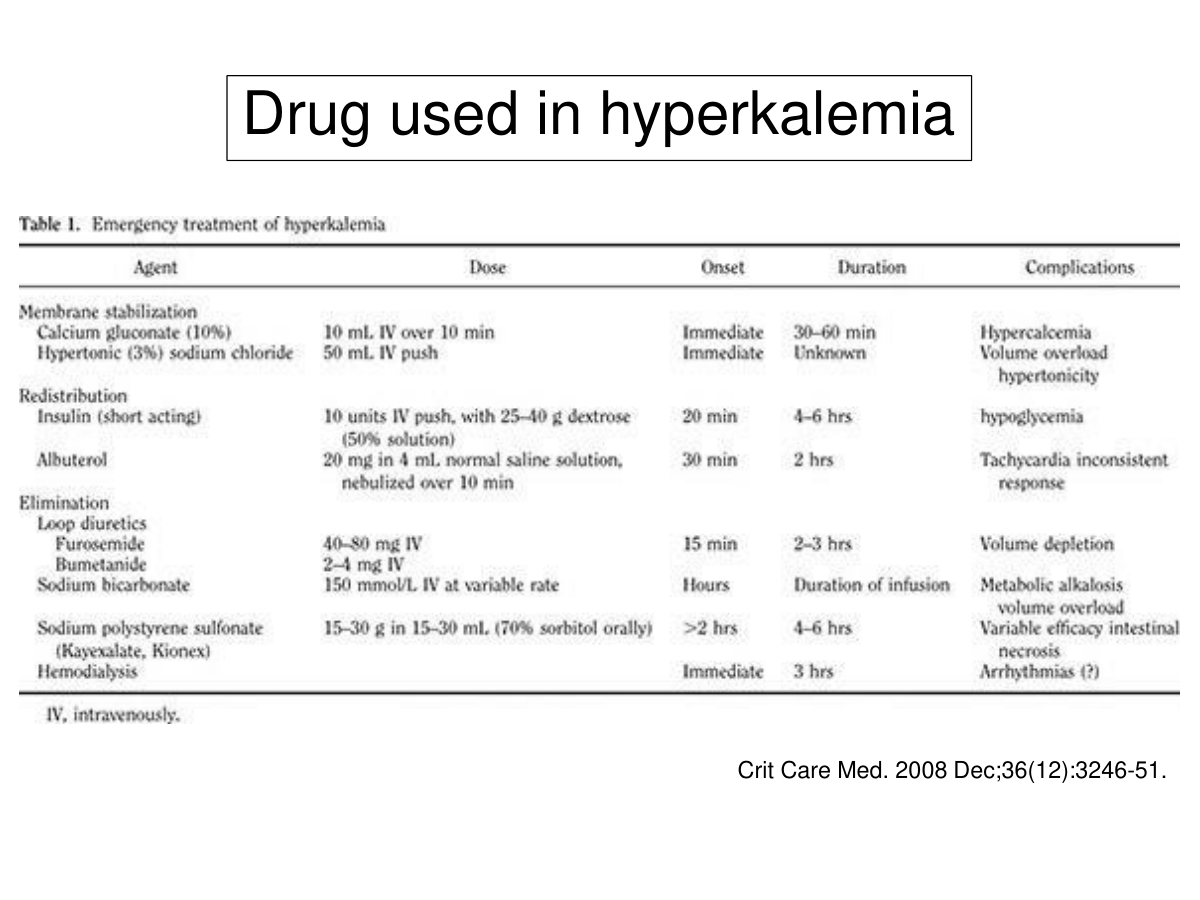 Drug used in hyperkalemia
Table 1. Emergency treatment of hyperkalemia
Agent Dose Onset Duration Complications
Membrane stabilization
Calcium gluconate (10%) 10 mL IV over 10 min Immediate 30–60 min Hypercalcemia
Hypertonic (3%) sodium chloride 50 mL IV push Immediate Unknown Volume overload
hypertonicity
Redistribution
Insulin (short acting) 10 units IV push, with 25–40 g dextrose 20 min 4–6 hrs hypoglycemia
(50% solution)
Albuterol 20 mg in 4 mL normal saline solution, 30 min 2 hrs Tachycardia inconsistent
nebulized over 10 min response
Elimination
Loop diuretics
Furosemide 40–80 mg IV 15 min 2–3 hrs Volume depletion
Bumetanide 2–4 mg IV
Sodium bicarbonate 150 mmol/L IV at variable rate Hours Duration of infusion Metabolic alkalosis
volume overload
Sodium polystyrene sulfonate 15–30 g in 15–30 mL (70% sorbitol orally) >2 hrs 4–6 hrs Variable efficacy intestinal
(Kayexalate, Kionex) necrosis
Hemodialysis Immediate 3 hrs Arrhythmias (?)
IV, intravenously.
Crit Care Med. 2008 Dec;36(12):3246-51.